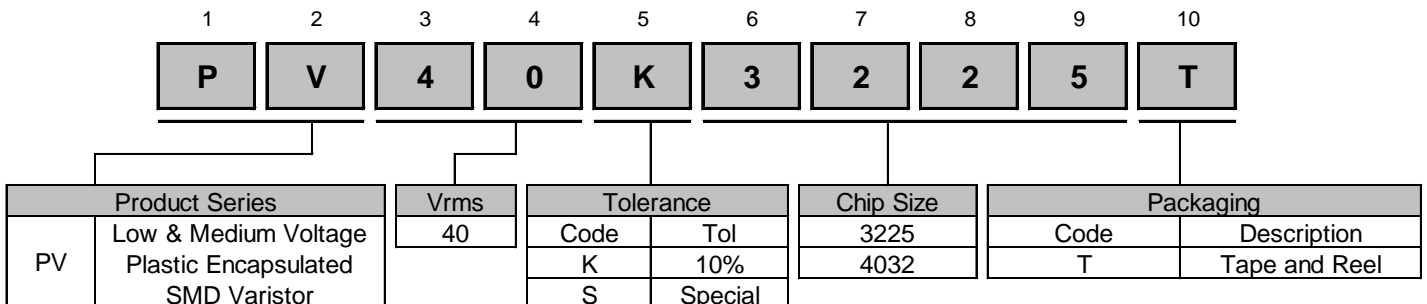 1 2 3 4 5 6 7 8 9 10
P V 4 0 K 3 2 2 5 T
Product Series Vrms Tolerance Chip Size Packaging
Low & Medium Voltage 40 Code Tol 3225 Code Description
PV Plastic Encapsulated K 10% 4032 T Tape and Reel
SMD Varistor S Special